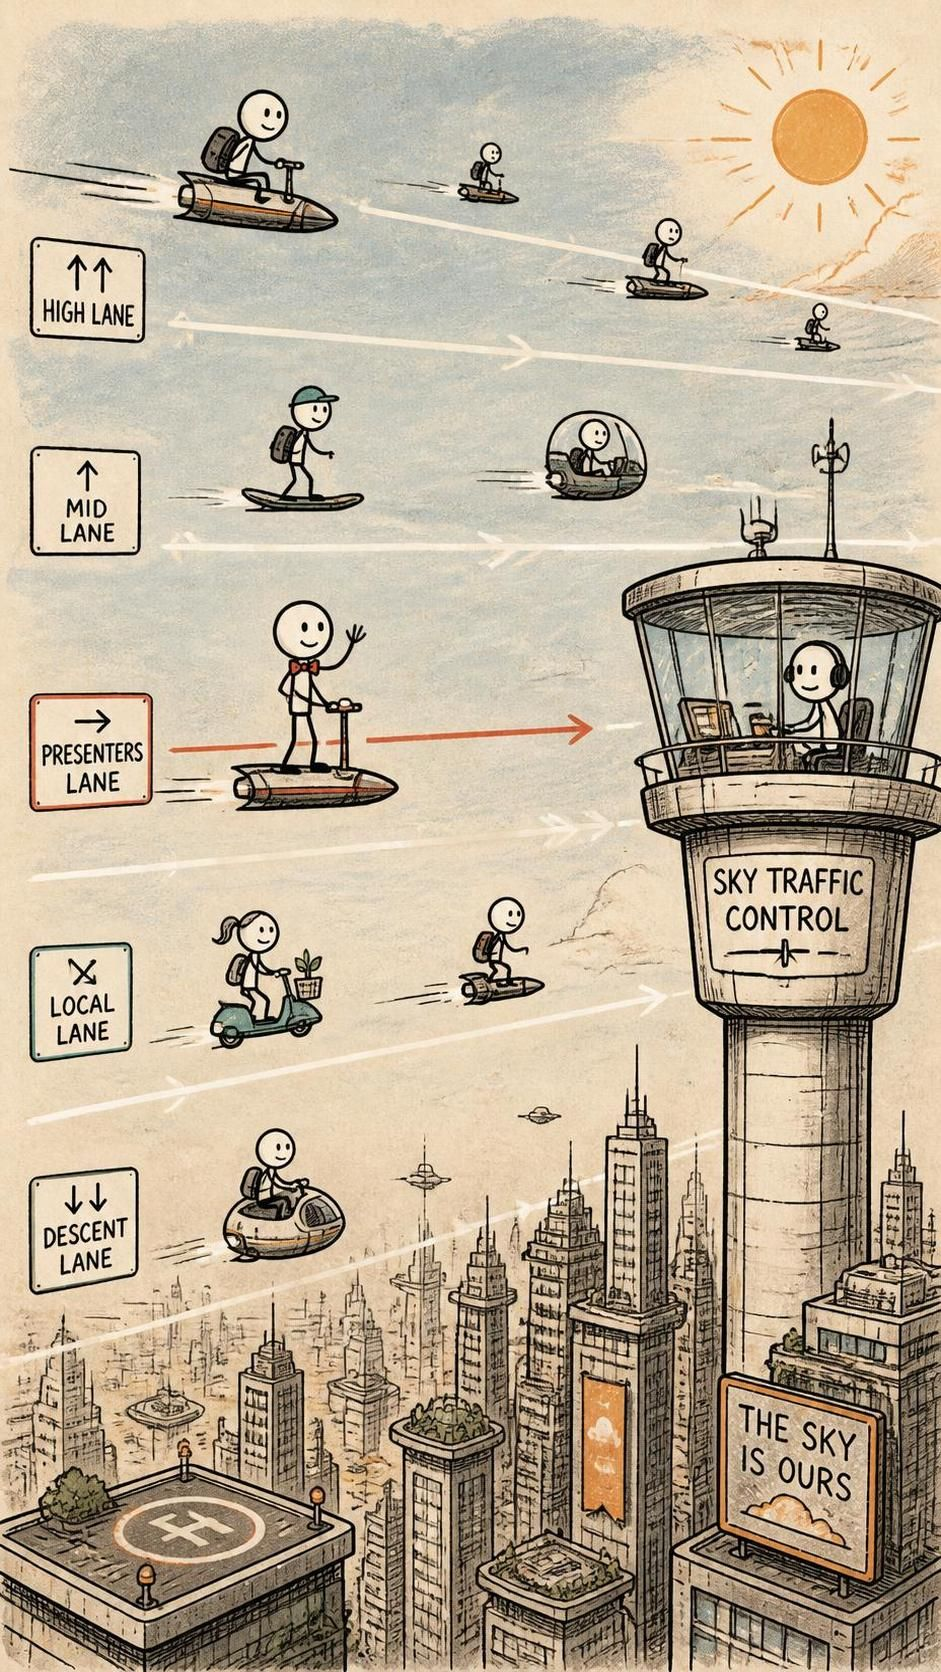 HIGH LANE
MID
LANE
PRESENTERS
LANE
SKY TRAFFIC
CONTROL
LOCAL
LANE
DESCENT
LANE
THE SKY
IS OURS
H